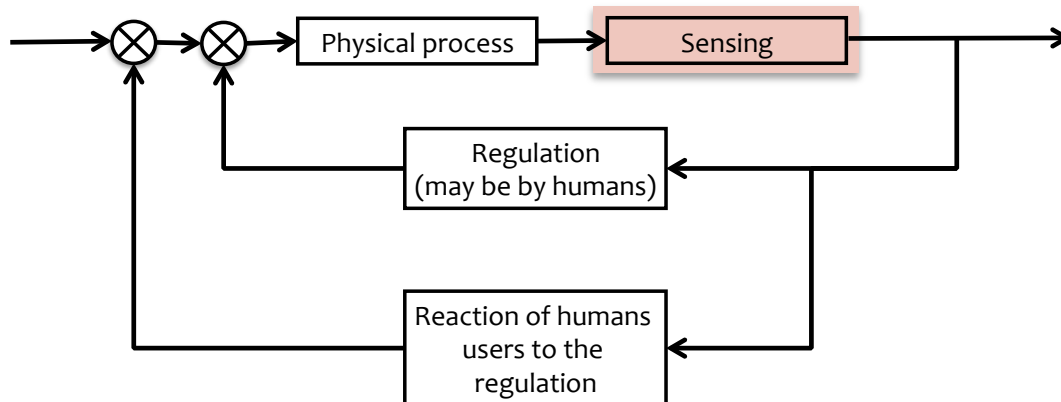 Physical process
Sensing
Regulation
(may be by humans)
Reaction of humans
users to the
regulation